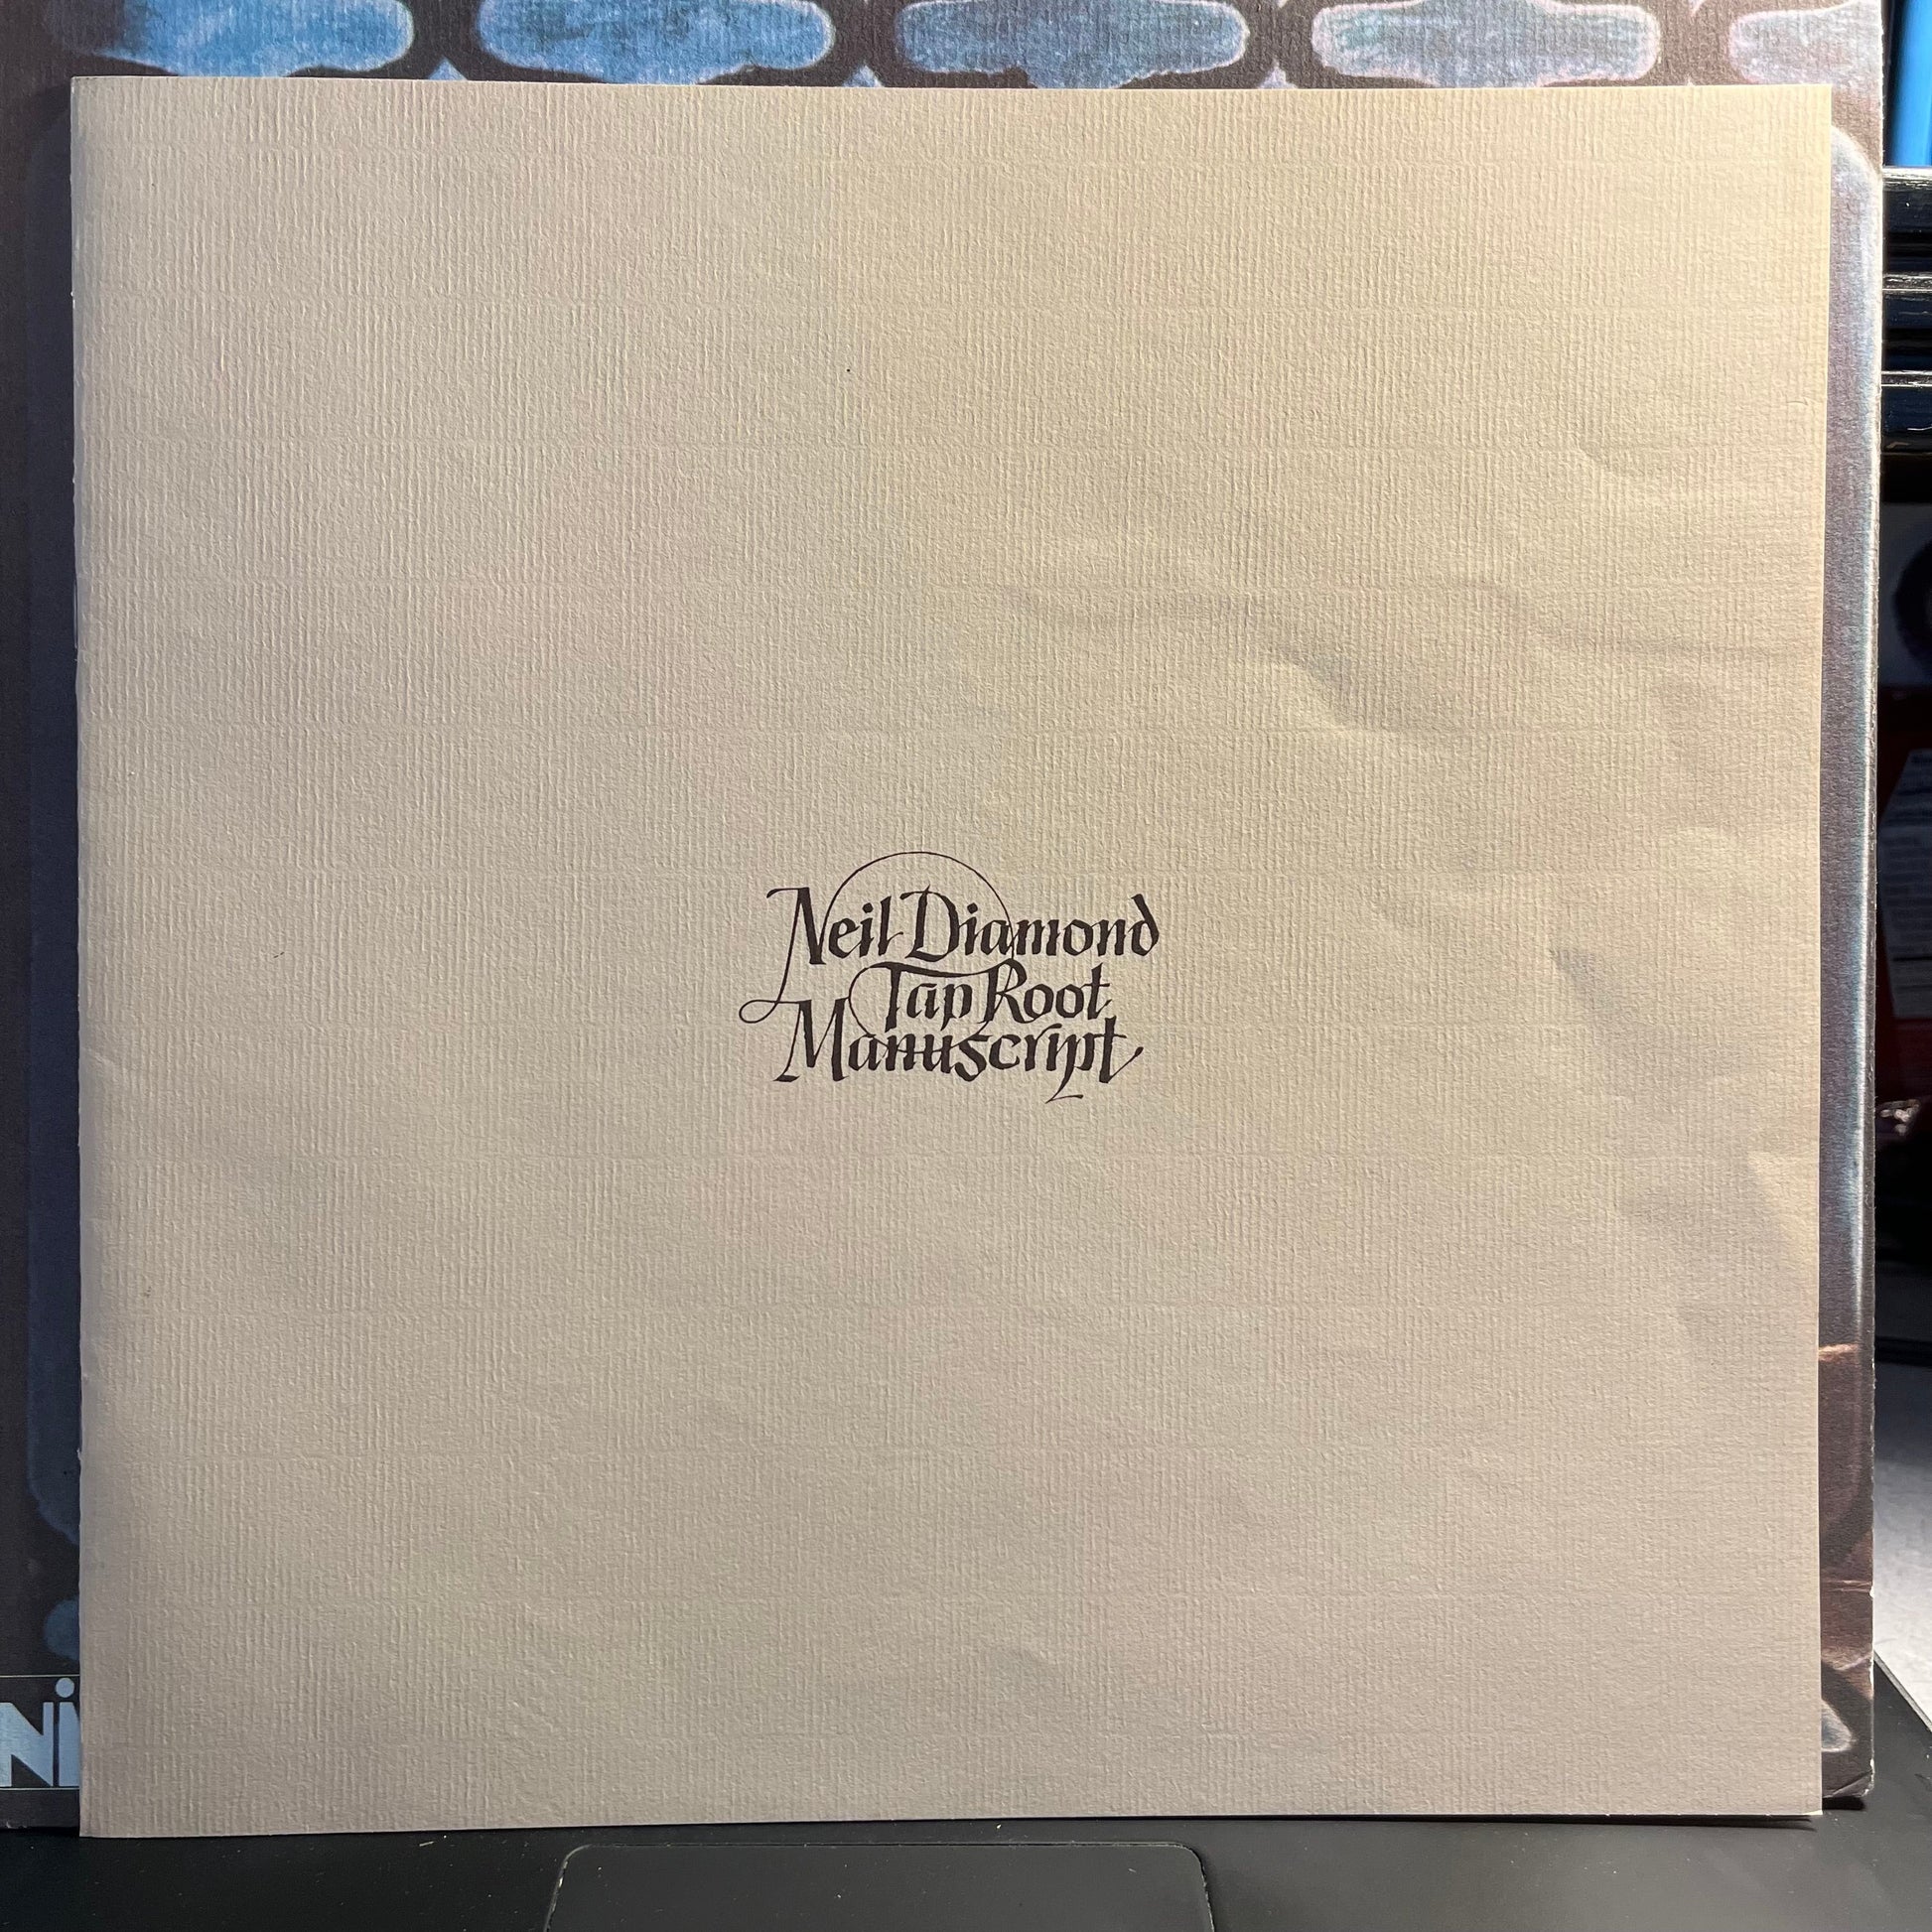 Neil Diamond
Tap Root
Manuscript